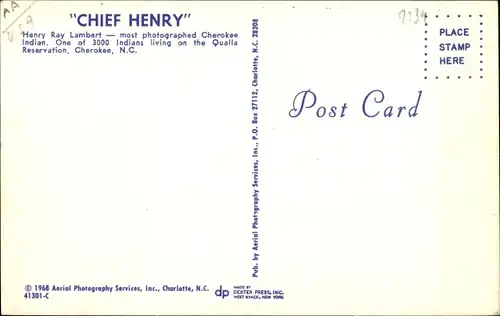 "CHIEF HENRY"
Henry Ray Lambert — most photographed Cherokee
Indian. One of 3000 Indians living on the Qualla
Reservation, Cherokee, N.C.
Pub. by Aerial Photography Services, Inc., P.O. Box 27112, Charlotte, N.C. 28208
Post Card
PLACE
STAMP
HERE
© 1968 Aerial Photography Services, Inc., Charlotte, N.C.
41301-C
dp
MADE BY
DEXTER PRESS, INC.
WEST NYACK, NEW YORK